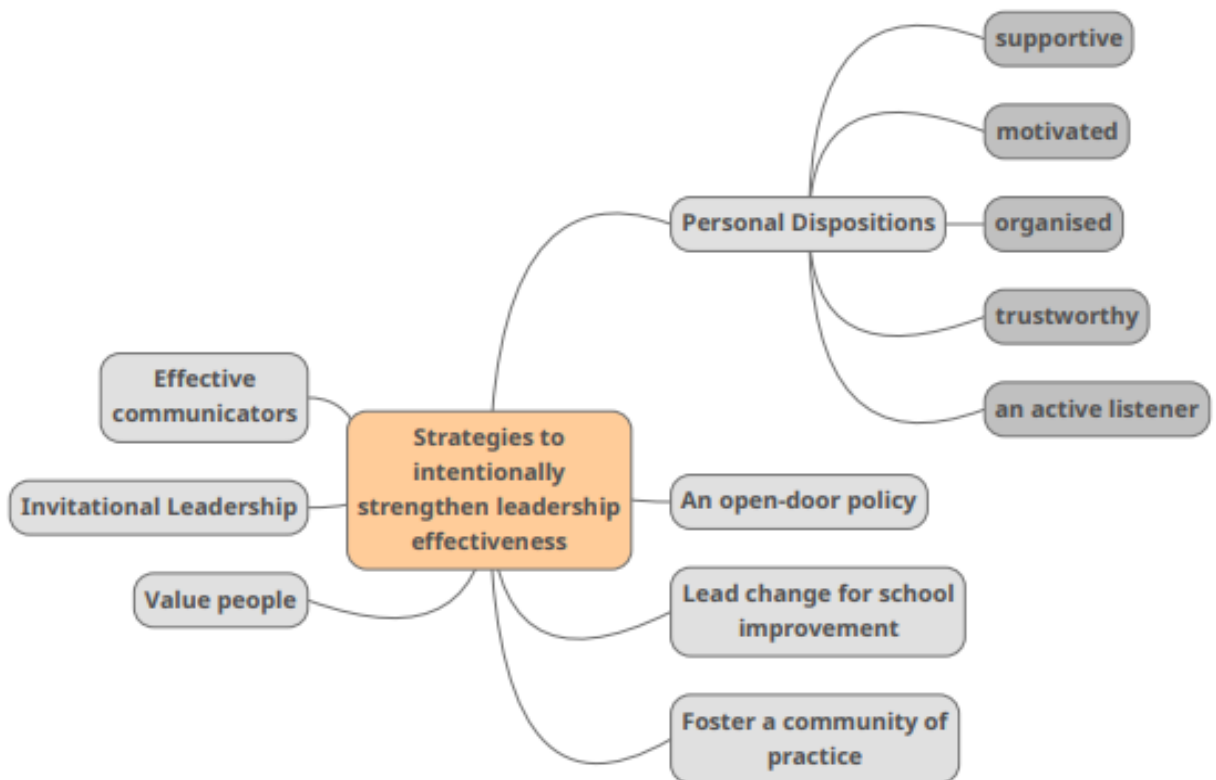 supportive
motivated
Personal Dispositions
organised
trustworthy
an active listener
Effective
communicators
Strategies to
intentionally
strengthen leadership
effectiveness
Invitational Leadership
Value people
An open-door policy
Lead change for school
improvement
Foster a community of
practice